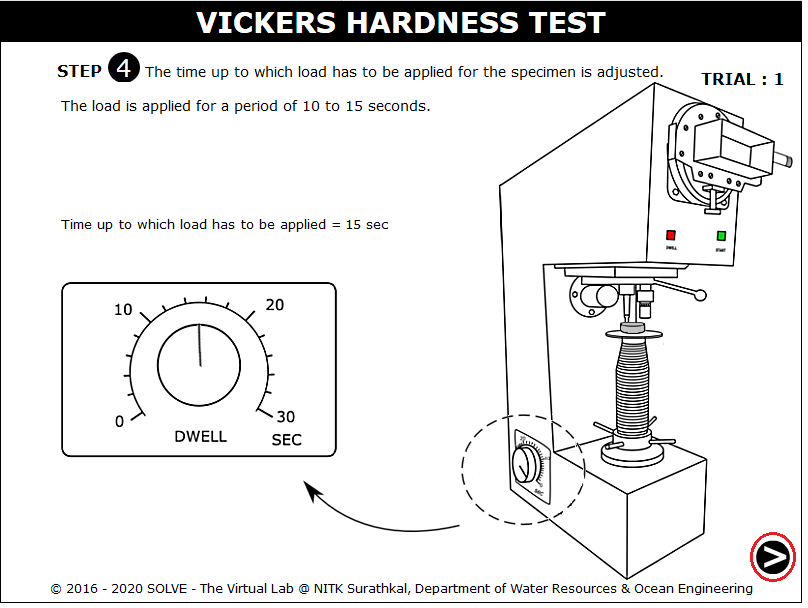 VICKERS HARDNESS TEST
STEP 4 The time up to which load has to be applied for the specimen is adjusted.
TRIAL : 1
The load is applied for a period of 10 to 15 seconds.
Time up to which load has to be applied = 15 sec
DWELL
START
10
20
0
30
DWELL
SEC
SEC
>
© 2016 - 2020 SOLVE - The Virtual Lab @ NITK Surathkal, Department of Water Resources & Ocean Engineering